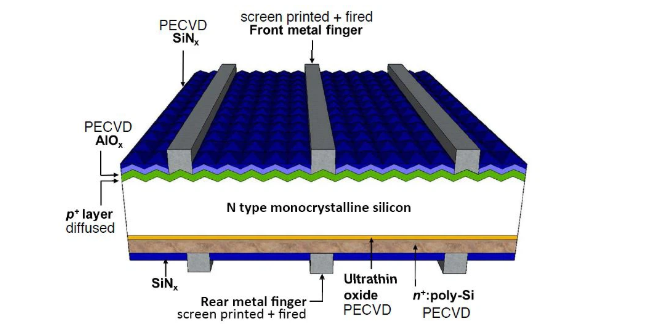 screen printed + fired
Front metal finger
PECVD
SiNx
PECVD
AlOx
p+ layer
diffused
N type monocrystalline silicon
SiNx
Rear metal finger
screen printed + fired
Ultrathin
oxide
PECVD
n+:poly-Si
PECVD